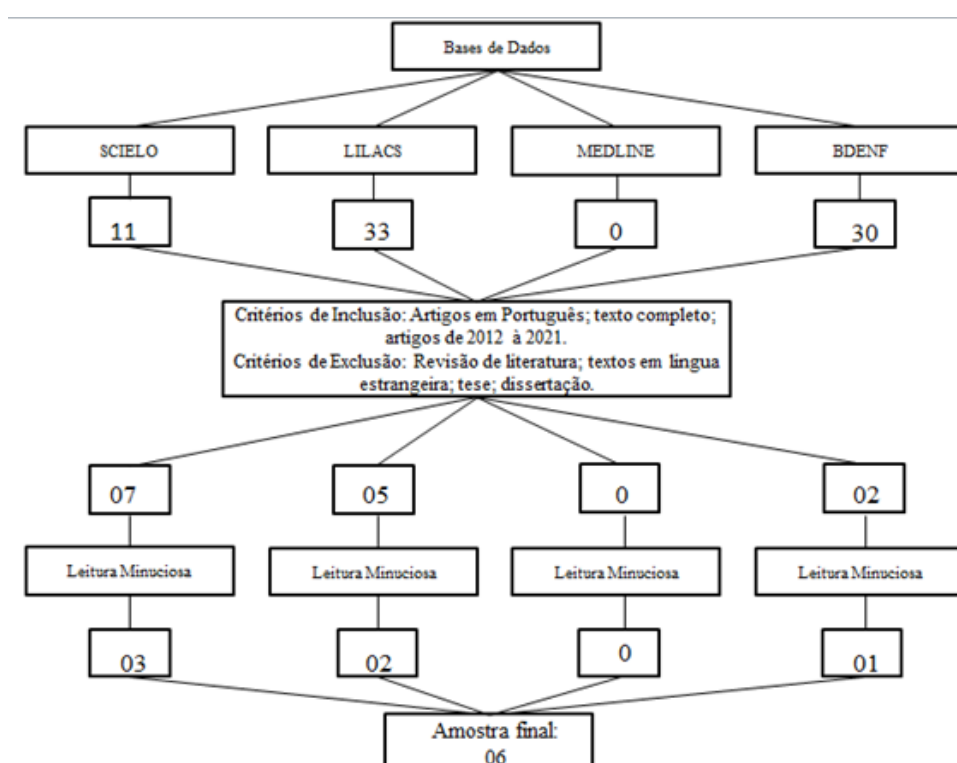 Bases de Dados
SCIELO
LILACS
MEDLINE
BDENF
11
33
0
30
Critérios de Inclusão: Artigos em Português; texto completo;
artigos de 2012 à 2021.
Critérios de Exclusão: Revisão de literatura; textos em língua
estrangeira; tese; dissertação.
07
05
0
02
Leitura Minuciosa
Leitura Minuciosa
Leitura Minuciosa
Leitura Minuciosa
03
02
0
01
Amostra final:
06